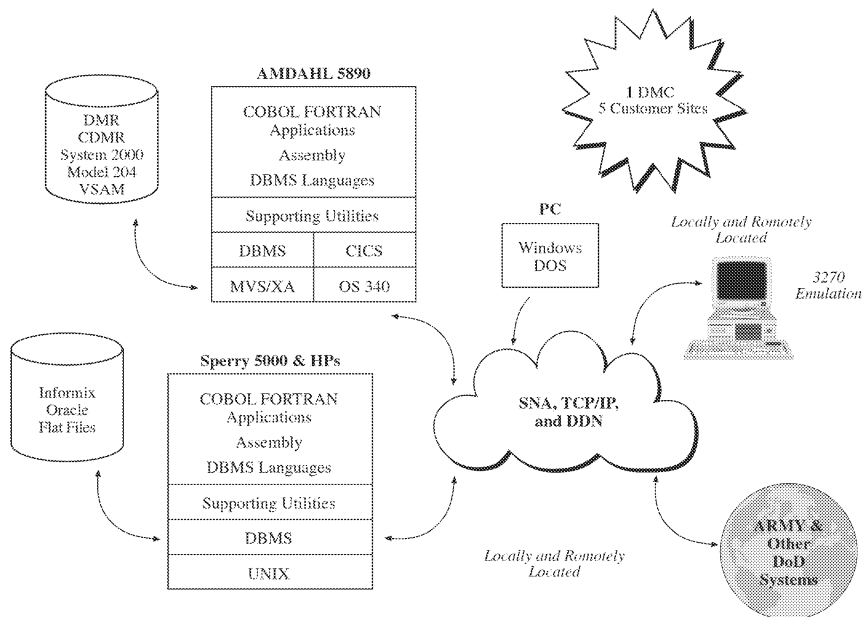 AMDAHL 5890
DMR
CDMR
System 2000
Model 204
VSAM
COBOL FORTRAN
Applications
Assembly
DBMS Languages
Supporting Utilities
DBMS
CICS
MVS/XA
OS 340
1 DMC
5 Customer Sites
PC
Windows
DOS
Locally and Romotely
Located
3270
Emulation
Sperry 5000 & HPs
Informix
Oracle
Flat Files
COBOL FORTRAN
Applications
Assembly
DBMS Languages
Supporting Utilities
DBMS
UNIX
SNA, TCP/IP,
and DDN
Locally and Romotely
Located
ARMY &
Other
DoD
Systems